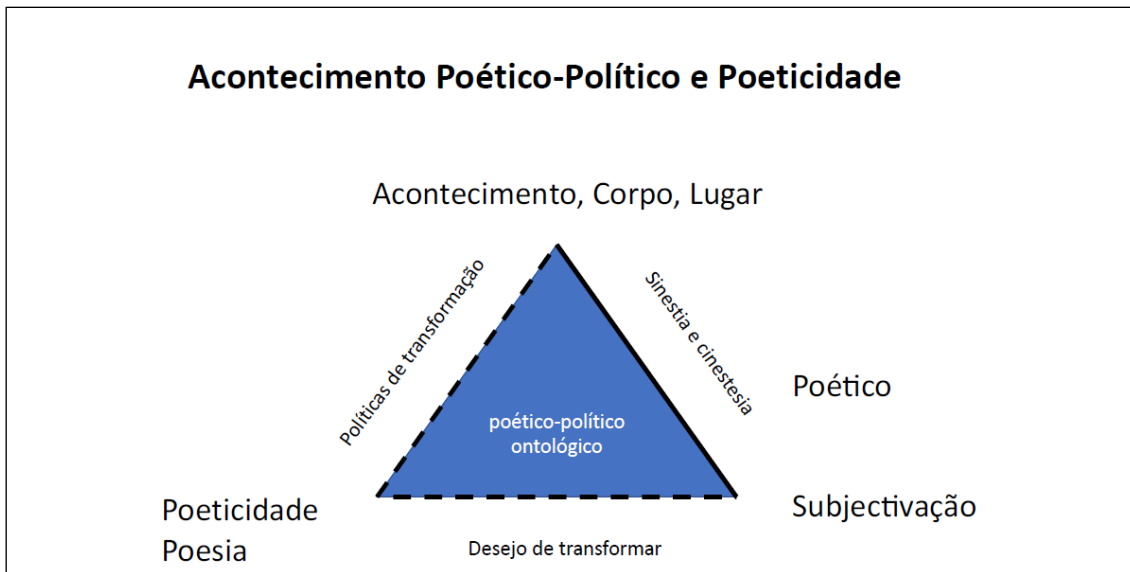 Acontecimento Poético-Político e Poeticidade
Acontecimento, Corpo, Lugar
Políticas de transformação
Sinestia e cinestesia
Poético
poético-político
ontológico
Poeticidade
Poesia
Subjectivação
Desejo de transformar